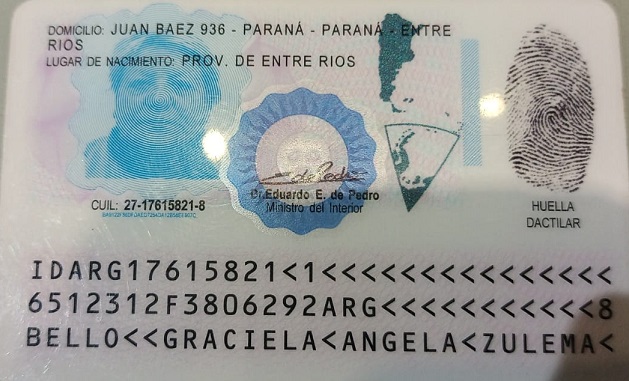 DOMICILIO: JUAN BAEZ 936 - PARANÁ - PARANÁ - ENTRE
RIOS
LUGAR DE NACIMIENTO: PROV. DE ENTRE RIOS
CUIL: 27-17615821-8
Dr. Eduardo E. de Pedro
Ministro del Interior
HUELLA
DACTILAR
IDARG17615821<1<<<<<<<<<<<<<<<
6512312F3806292ARG<<<<<<<<<<<8
BELLO<<GRACIELA<ANGELA<ZULEMA<